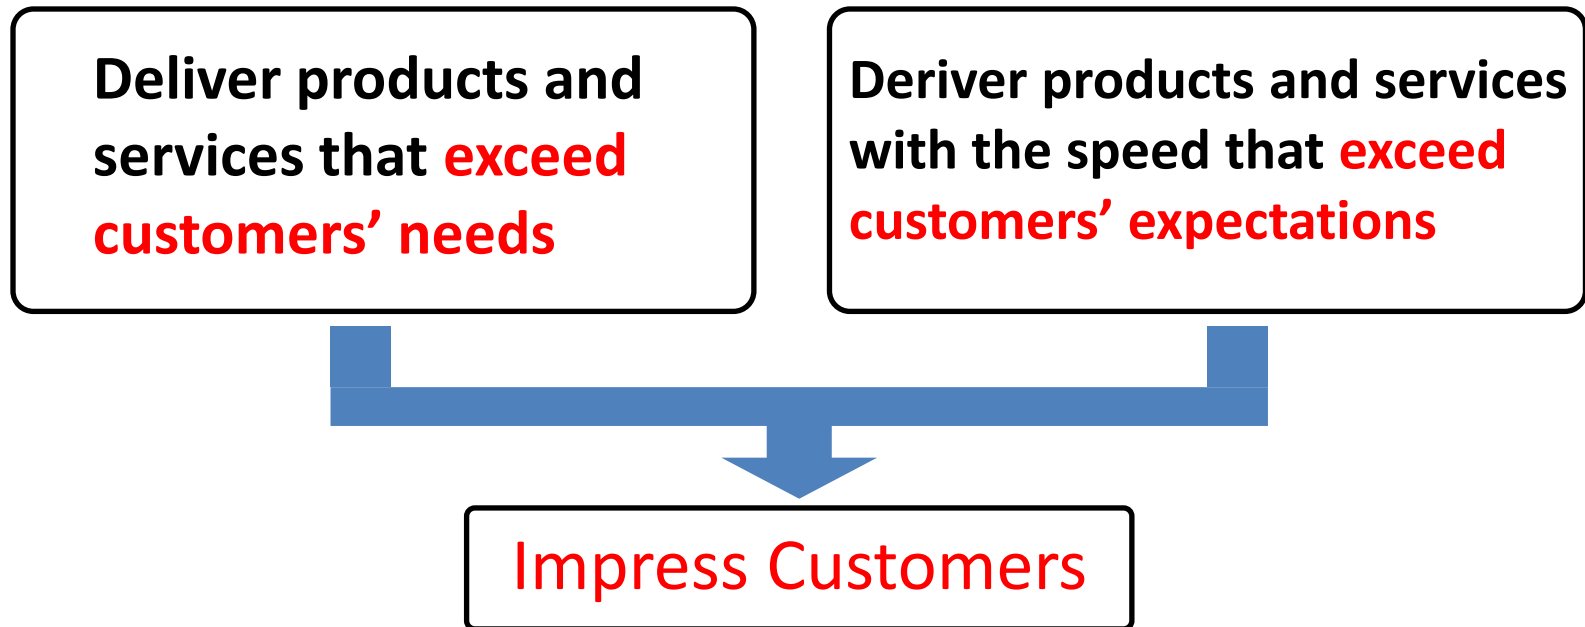 Deliver products and
services that exceed
customers’ needs
Deriver products and services
with the speed that exceed
customers’ expectations
Impress Customers